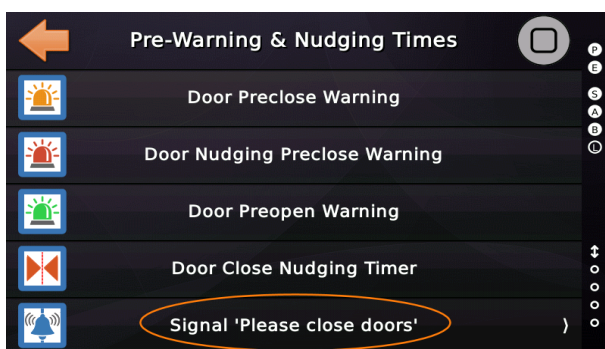 Pre-Warning & Nudging Times
Door Preclose Warning
Door Nudging Preclose Warning
Door Preopen Warning
Door Close Nudging Timer
Signal 'Please close doors'
P
E
S
A
B
L